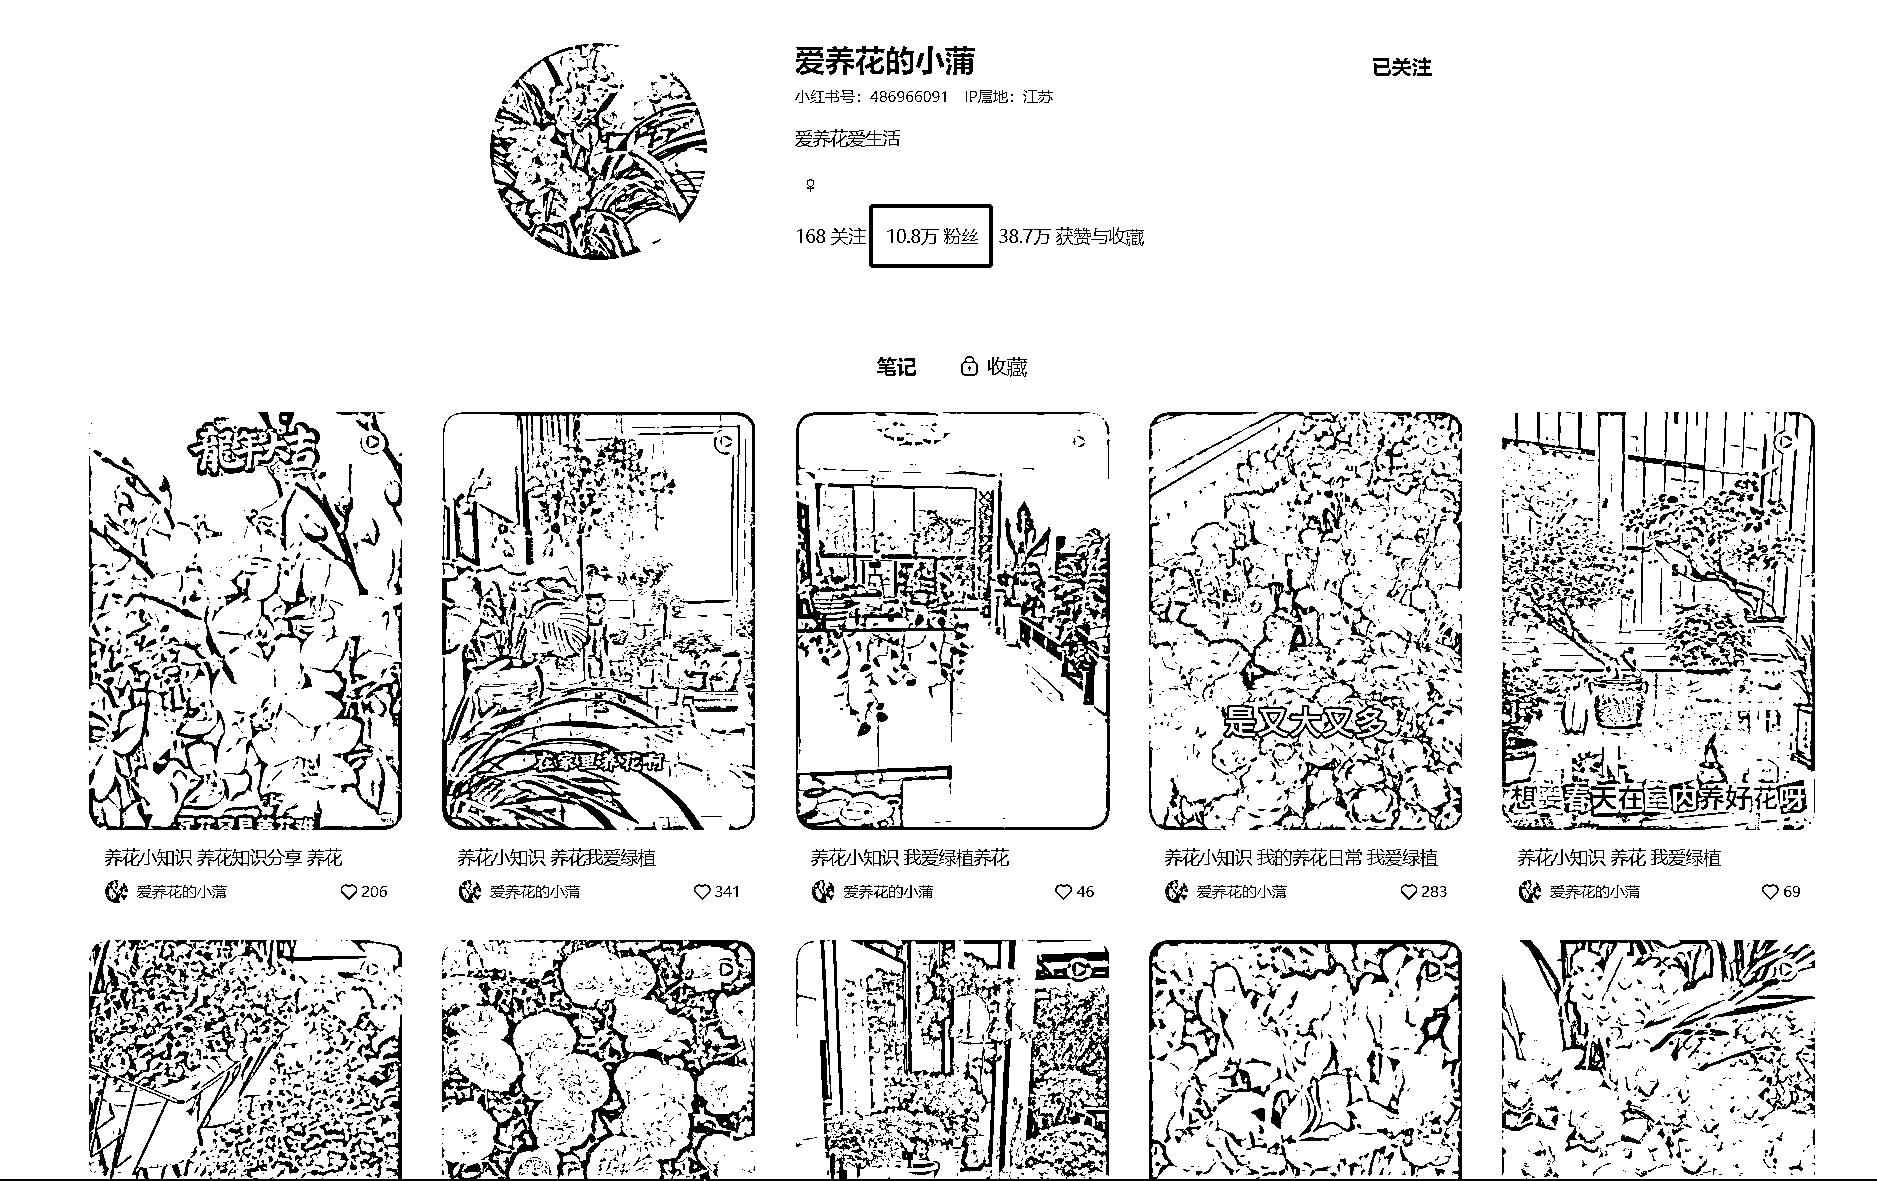 爱养花的小蒲
已关注
小红书号：486966091 IP属地：江苏
爱养花爱生活
168 关注 10.8万 粉丝 38.7万 获赞与收藏
笔记 收藏
龍年大吉
在家里养花啊
是又大又多
想要春天在室内养好花呀
养花小知识 养花知识分享 养花
爱养花的小蒲 206
养花小知识 养花我爱绿植
爱养花的小蒲 341
养花小知识 我爱绿植养花
爱养花的小蒲 46
养花小知识 我的养花日常 我爱绿植
爱养花的小蒲 283
养花小知识 养花 我爱绿植
爱养花的小蒲 69